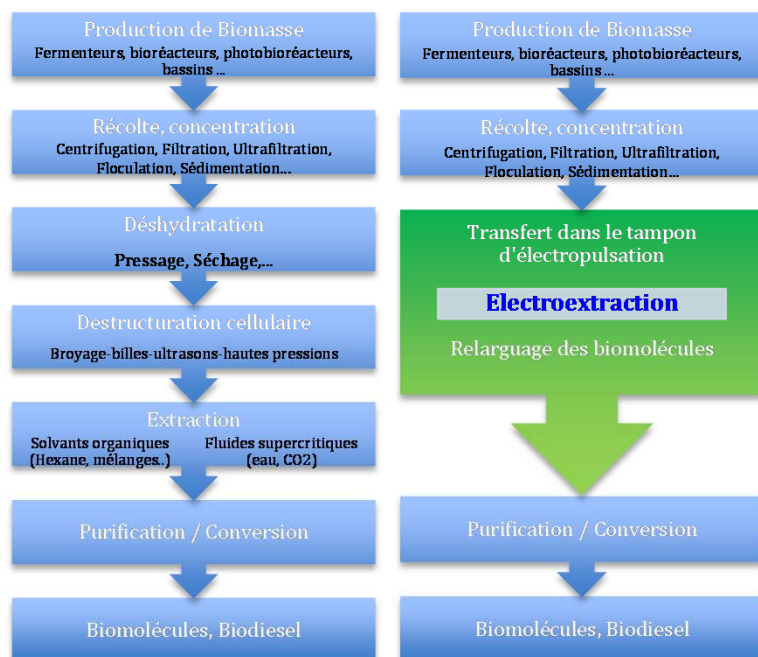 Production de Biomasse
Fermenteurs, bioréacteurs, photobioréacteurs,
bassins ...
Récolte, concentration
Centrifugation, Filtration, Ultrafiltration,
Floculation, Sédimentation...
Déshydratation
Pressage, Séchage,...
Destructuration cellulaire
Broyage-billes-ultrasons-hautes pressions
Extraction
Solvants organiques
(Hexane, mélanges..)
Fluides supercritiques
(eau, CO2)
Purification / Conversion
Biomolécules, Biodiesel
Production de Biomasse
Fermenteurs, bioréacteurs, photobioréacteurs,
bassins ...
Récolte, concentration
Centrifugation, Filtration, Ultrafiltration,
Floculation, Sédimentation...
Transfert dans le tampon
d'électropulsation
Electroextraction
Relarguage des biomolécules
Purification / Conversion
Biomolécules, Biodiesel